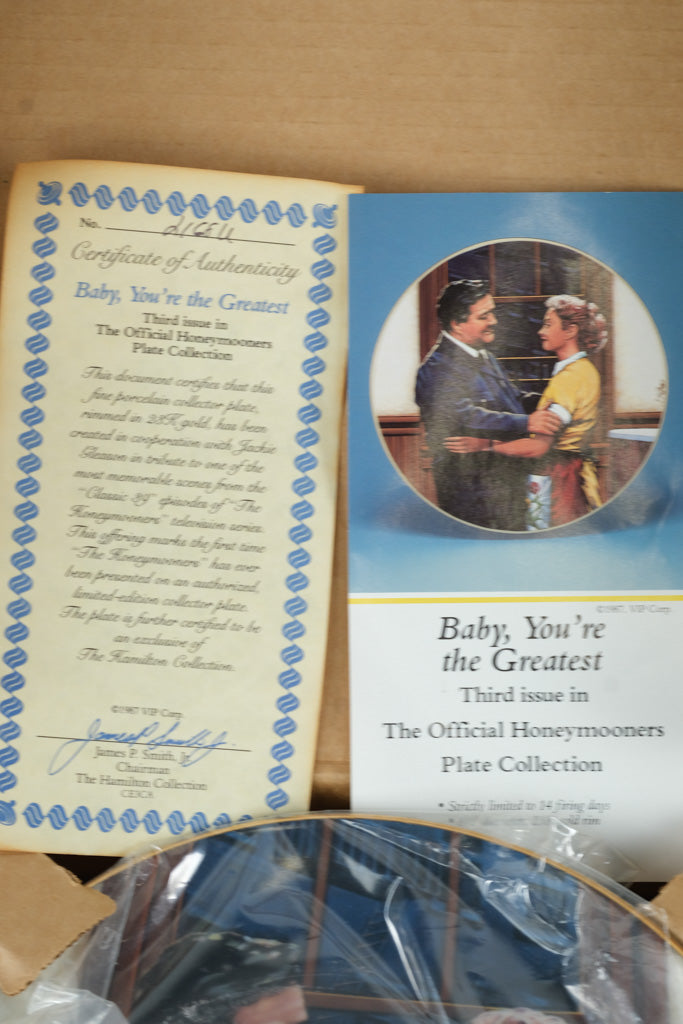 No.
Certificate of Authenticity
Baby, You're the Greatest
Third issue in
The Official Honeymooners
Plate Collection
This document certifies that this
fine porcelain collector plate,
rimmed in 23K gold, has been
created in cooperation with Jackie
Gleason in tribute to one of the
most memorable scenes from the
"Classic 39" episodes of "The
Honeymooners" television series.
This offering marks the first time
"The Honeymooners" has ever
been presented on an authorized,
limited-edition collector plate.
The plate is further certified to be
an exclusive of
The Hamilton Collection.
©1987 VIP Corp.
James P. Smith, Jr.
Chairman
The Hamilton Collection
©1987, VIP Corp.
Baby, You're
the Greatest
Third issue in
The Official Honeymooners
Plate Collection
• Strictly limited to 14 firing days
gold rim